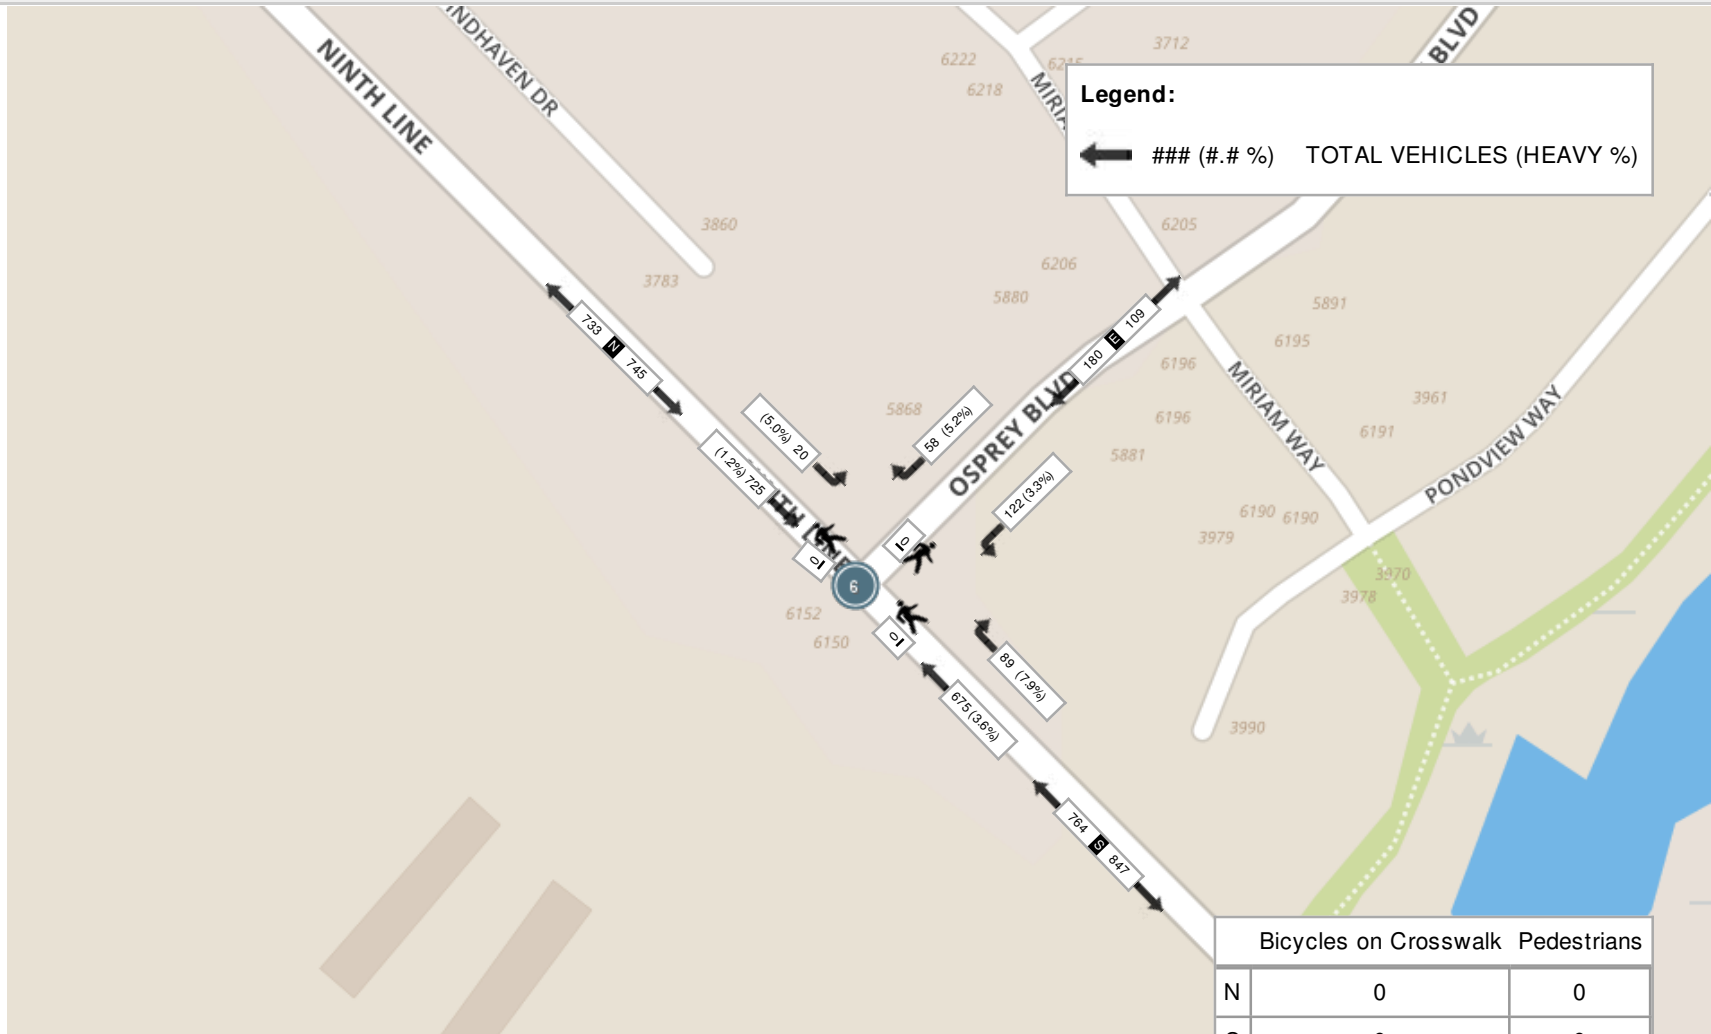 NINTH LINE
INDHAVEN DR
6222
6218
6215
3712
BLVD
MIRIA
Legend:
### (#.# %) TOTAL VEHICLES (HEAVY %)
3860
3783
6205
6206
5880
5891
6195
6196
6196
5881
5868
3961
6191
6190 6190
3979
3970
3978
3990
6152
6150
733 N 745
180 E 109
(5.0%) 20
58 (5.2%)
(1.2%) 725
122 (3.3%)
OSPREY BLVD
MIRIAM WAY
PONDVIEW WAY
0
0
6
0
89 (7.9%)
675 (3.6%)
764 S 847
Bicycles on Crosswalk Pedestrians
N 0 0